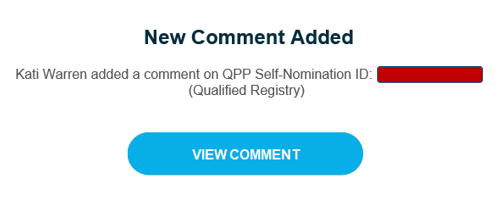 New Comment Added
Kati Warren added a comment on QPP Self-Nomination ID:
(Qualified Registry)
VIEW COMMENT